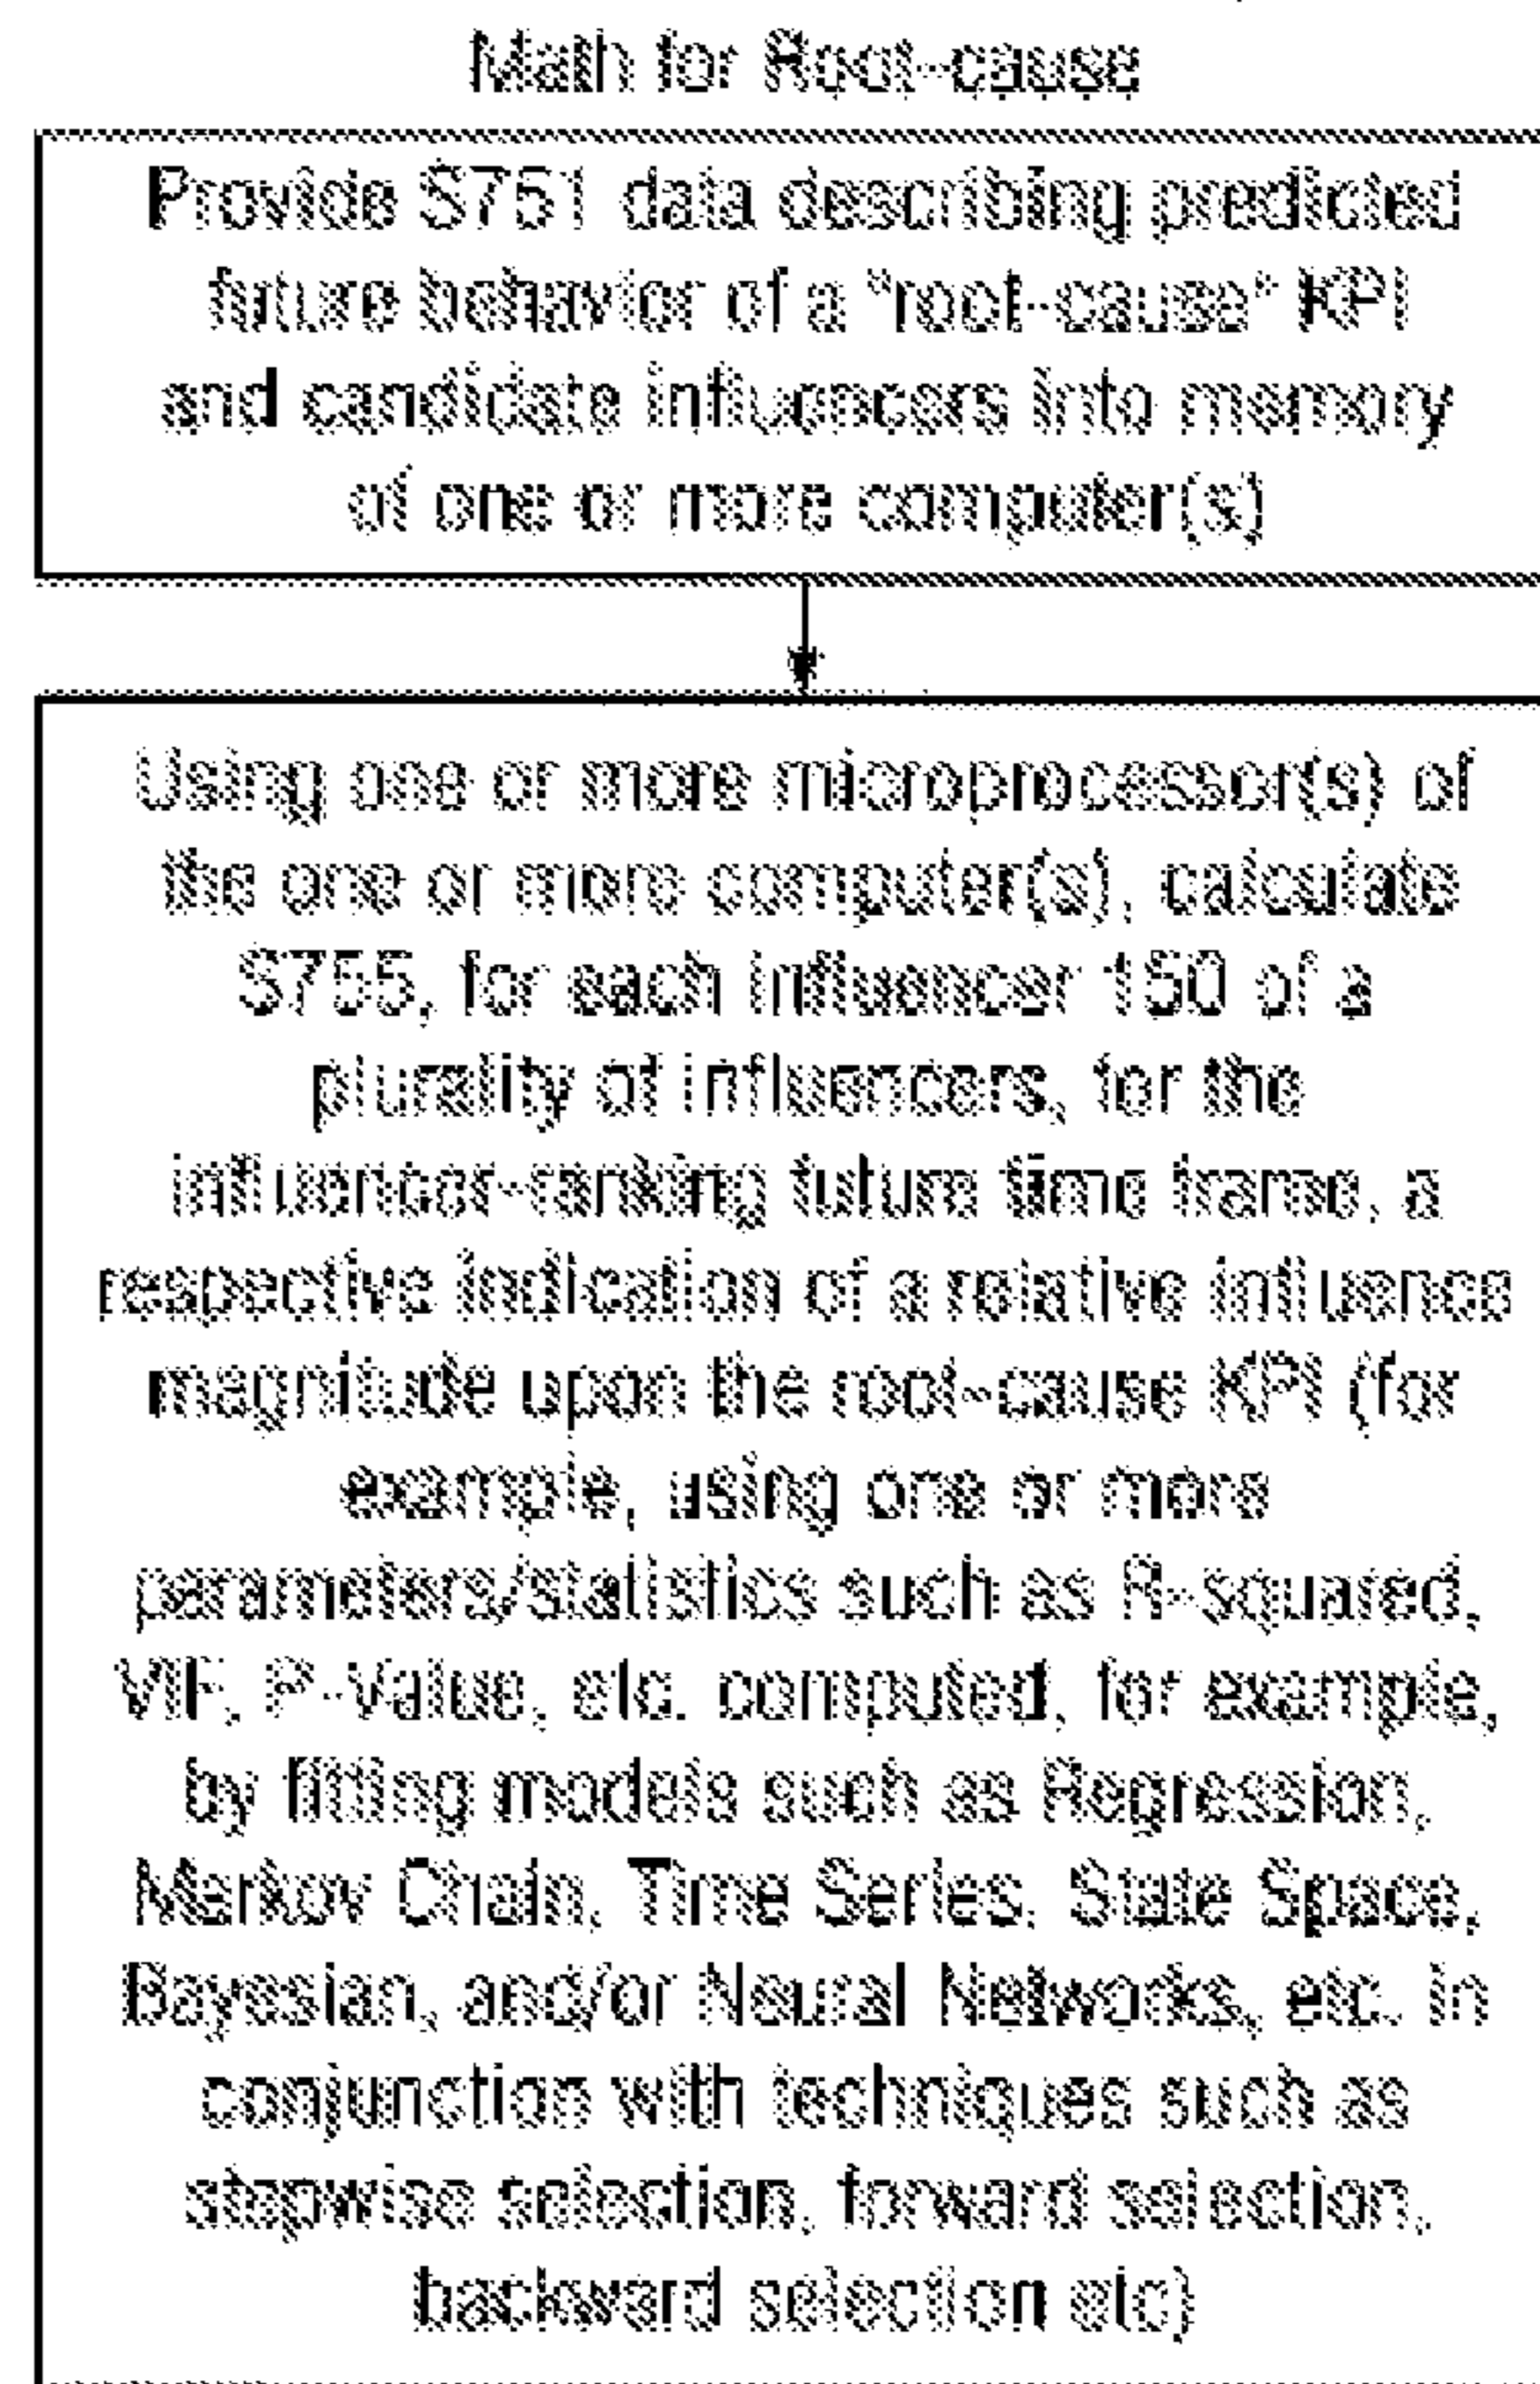 Math for Root-cause
Provide S751 data describing predicted
future behavior of a "root-cause" KPI
and candidate influencers into memory
of one or more computer(s)
Using one or more microprocessor(s) of
the one or more computer(s), calculate
S755, for each influencer 150 of a
plurality of influencers, for the
influencer-ranking future time frame, a
respective indication of a relative influence
magnitude upon the root-cause KPI (for
example, using one or more
parameters/statistics such as R-squared,
VIF, P-Value, etc. computed, for example,
by fitting models such as Regression,
Markov Chain, Time Series, State Space,
Bayesian, and/or Neural Networks, etc. in
conjunction with techniques such as
stepwise selection, forward selection,
backward selection etc)